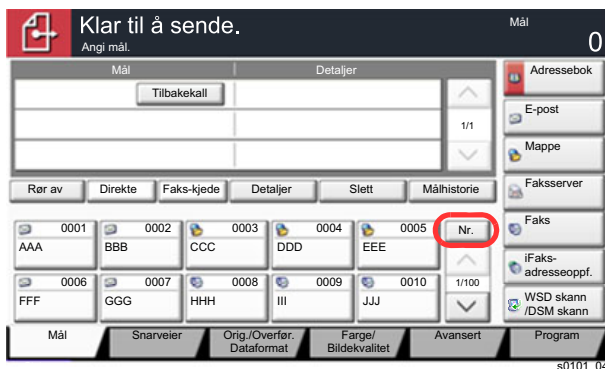 Klar til å sende.
Angi mål.
Mål
0
Mål
Detaljer
Tilbakekall
1/1
Rør av
Direkte
Faks-kjede
Detaljer
Slett
Målhistorie
0001
AAA
0002
BBB
0003
CCC
0004
DDD
0005
EEE
Nr.
0006
FFF
0007
GGG
0008
HHH
0009
III
0010
JJJ
1/100
Adressebok
E-post
Mappe
Faksserver
Faks
iFaks-
adresseoppf.
WSD skann
/DSM skann
Mål
Snarveier
Orig./Overfør.
Dataformat
Farge/
Bildekvalitet
Avansert
Program
s0101_04